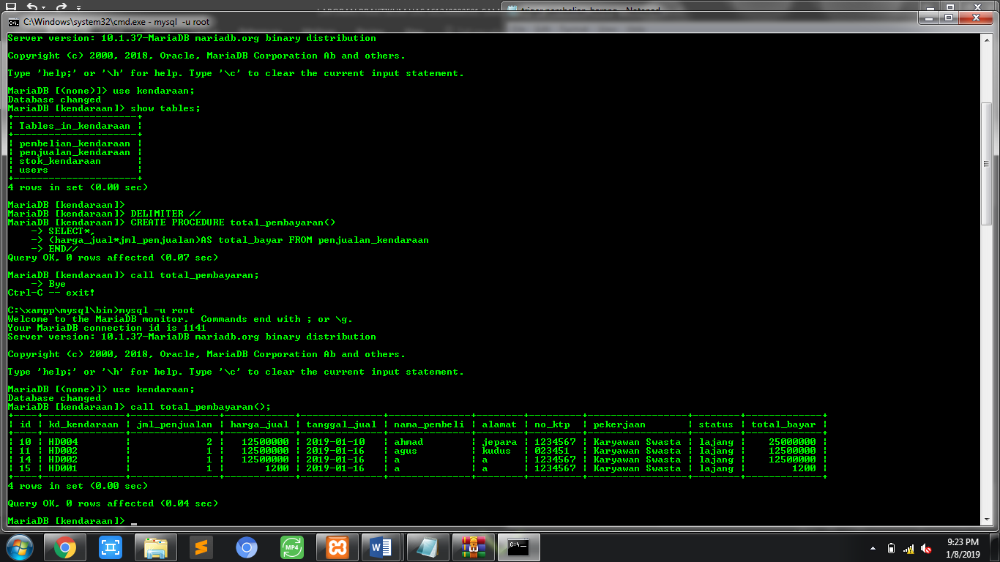 C:\Windows\system32\cmd.exe - mysql -u root
Server version: 10.1.37-MariaDB mariadb.org binary distribution
Copyright (c) 2000, 2018, Oracle, MariaDB Corporation Ab and others.
Type 'help;' or '\h' for help. Type '\c' to clear the current input statement.
MariaDB [(none)]> use kendaraan;
Database changed
MariaDB [kendaraan]> show tables;
+---------------------+
| Tables_in_kendaraan |
+---------------------+
| pembelian_kendaraan |
| penjualan_kendaraan |
| stok_kendaraan |
| users |
+---------------------+
4 rows in set (0.00 sec)
MariaDB [kendaraan]>
MariaDB [kendaraan]> DELIMITER //
MariaDB [kendaraan]> CREATE PROCEDURE total_pembayaran()
-> SELECT*,
-> (harga_jual*jml_penjualan)AS total_bayar FROM penjualan_kendaraan
-> END//
Query OK, 0 rows affected (0.07 sec)
MariaDB [kendaraan]> call total_pembayaran;
-> Bye
Ctrl-C -- exit!
C:\xampp\mysql\bin>mysql -u root
Welcome to the MariaDB monitor. Commands end with ; or \g.
Your MariaDB connection id is 1141
Server version: 10.1.37-MariaDB mariadb.org binary distribution
Copyright (c) 2000, 2018, Oracle, MariaDB Corporation Ab and others.
Type 'help;' or '\h' for help. Type '\c' to clear the current input statement.
MariaDB [(none)]> use kendaraan;
Database changed
MariaDB [kendaraan]> call total_pembayaran();
+----+--------------+---------------+------------+--------------+--------------+--------+---------+-----------------+--------+-------------+
| id | kd_kendaraan | jml_penjualan | harga_jual | tanggal_jual | nama_pembeli | alamat | no_ktp | pekerjaan | status | total_bayar |
+----+--------------+---------------+------------+--------------+--------------+--------+---------+-----------------+--------+-------------+
| 10 | HD004 | 2 | 12500000 | 2019-01-10 | ahmad | jepara | 1234567 | Karyawan Swasta | lajang | 25000000 |
| 11 | HD002 | 1 | 12500000 | 2019-01-16 | agus | kudus | 023451 | Karyawan Swasta | lajang | 12500000 |
| 14 | HD002 | 1 | 12500000 | 2019-01-16 | a | a | 1234567 | Karyawan Swasta | lajang | 12500000 |
| 15 | HD001 | 1 | 1200 | 2019-01-16 | a | a | 1234567 | Karyawan Swasta | lajang | 1200 |
+----+--------------+---------------+------------+--------------+--------------+--------+---------+-----------------+--------+-------------+
4 rows in set (0.00 sec)
Query OK, 0 rows affected (0.04 sec)
MariaDB [kendaraan]> _
MP4
9:23 PM
1/8/2019